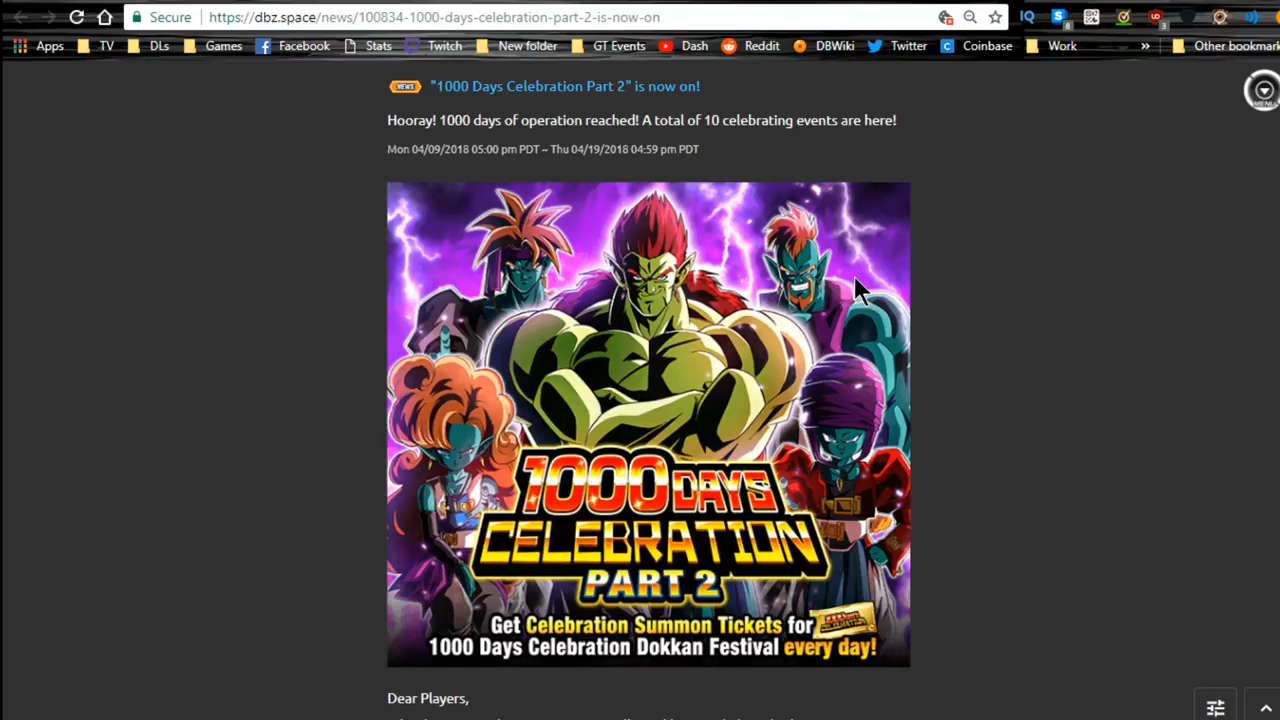 Secure https://dbz.space/news/100834-1000-days-celebration-part-2-is-now-on
IQ 8 3
Apps TV DLs Games Facebook Stats Twitch New folder GT Events Dash Reddit DBWiki Twitter Coinbase Work » Other bookmark
NEWS "1000 Days Celebration Part 2" is now on!
MENU
Hooray! 1000 days of operation reached! A total of 10 celebrating events are here!
Mon 04/09/2018 05:00 pm PDT ~ Thu 04/19/2018 04:59 pm PDT
1000 DAYS
CELEBRATION
PART 2
Get Celebration Summon Tickets for
1000 Days Celebration Dokkan Festival every day!
Dear Players,